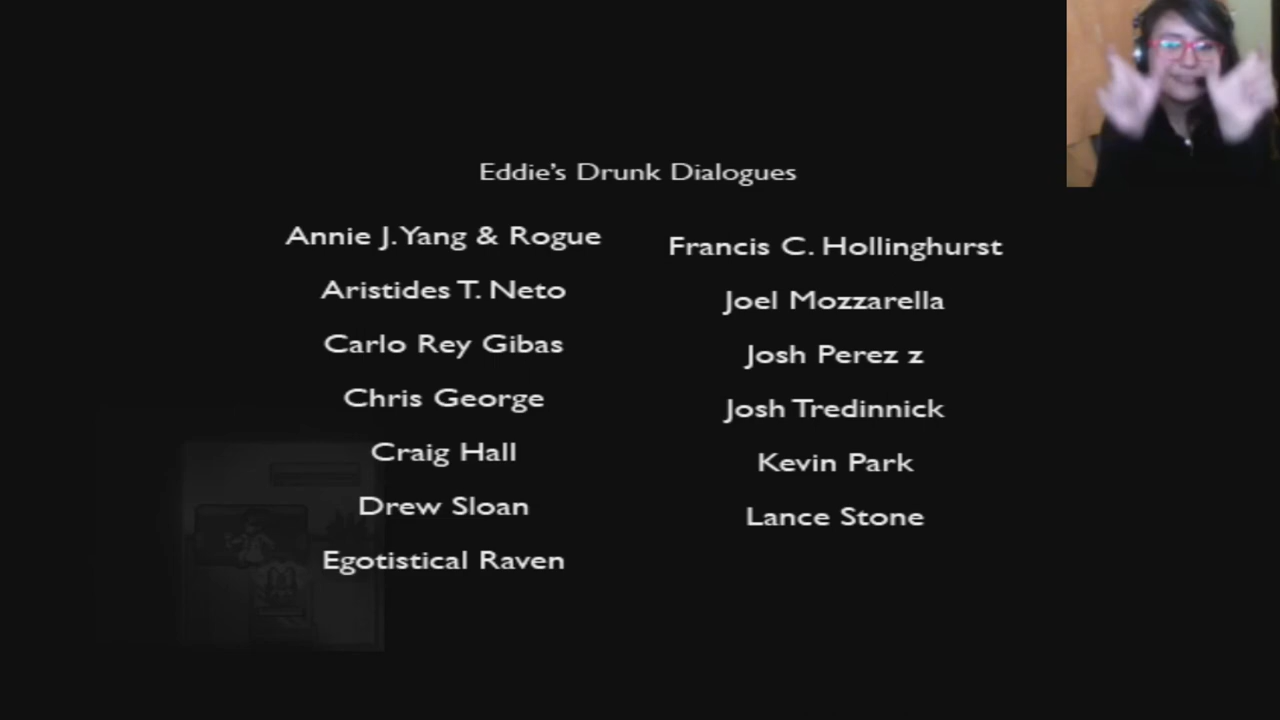 Eddie's Drunk Dialogues
Annie J. Yang & Rogue
Aristides T. Neto
Carlo Rey Gibas
Chris George
Craig Hall
Drew Sloan
Egotistical Raven
Francis C. Hollinghurst
Joel Mozzarella
Josh Perez z
Josh Tredinnick
Kevin Park
Lance Stone